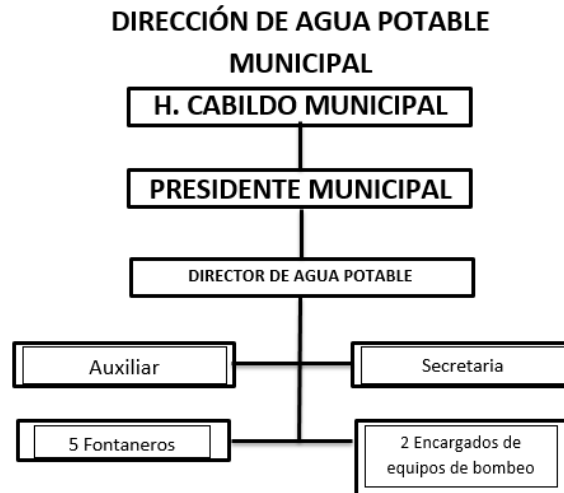 DIRECCIÓN DE AGUA POTABLE
MUNICIPAL
H. CABILDO MUNICIPAL
PRESIDENTE MUNICIPAL
DIRECTOR DE AGUA POTABLE
Auxiliar
Secretaria
5 Fontaneros
2 Encargados de
equipos de bombeo